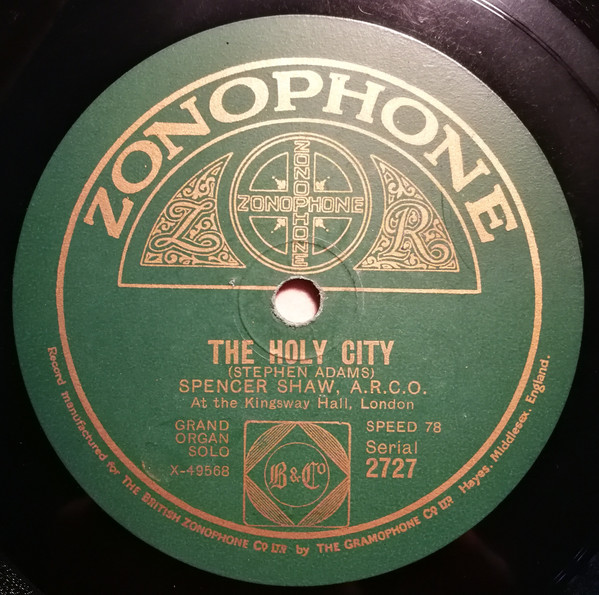 ZONOPHONE
ZONOPHONE
ZONOPHONE
Z R
THE HOLY CITY
(STEPHEN ADAMS)
SPENCER SHAW, A.R.C.O.
At the Kingsway Hall, London
GRAND
ORGAN
SOLO
X-49568
B & Co
SPEED 78
Serial
2727
Record manufactured for THE BRITISH ZONOPHONE CO LTD by THE GRAMOPHONE CO LTD Hayes, Middlesex, England.